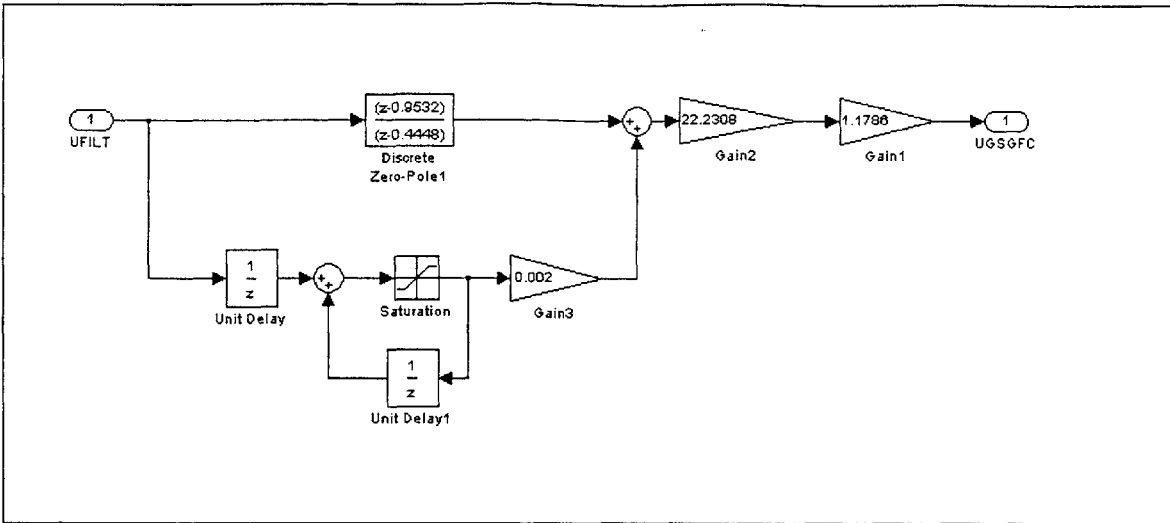 1
UFILT
(z-0.9532)
(z-0.4448)
Discrete
Zero-Pole1
+
+
22.2308
Gain2
1.1786
Gain1
1
UGSGFC
1
z
Unit Delay
+
+
Saturation
0.002
Gain3
1
z
Unit Delay1